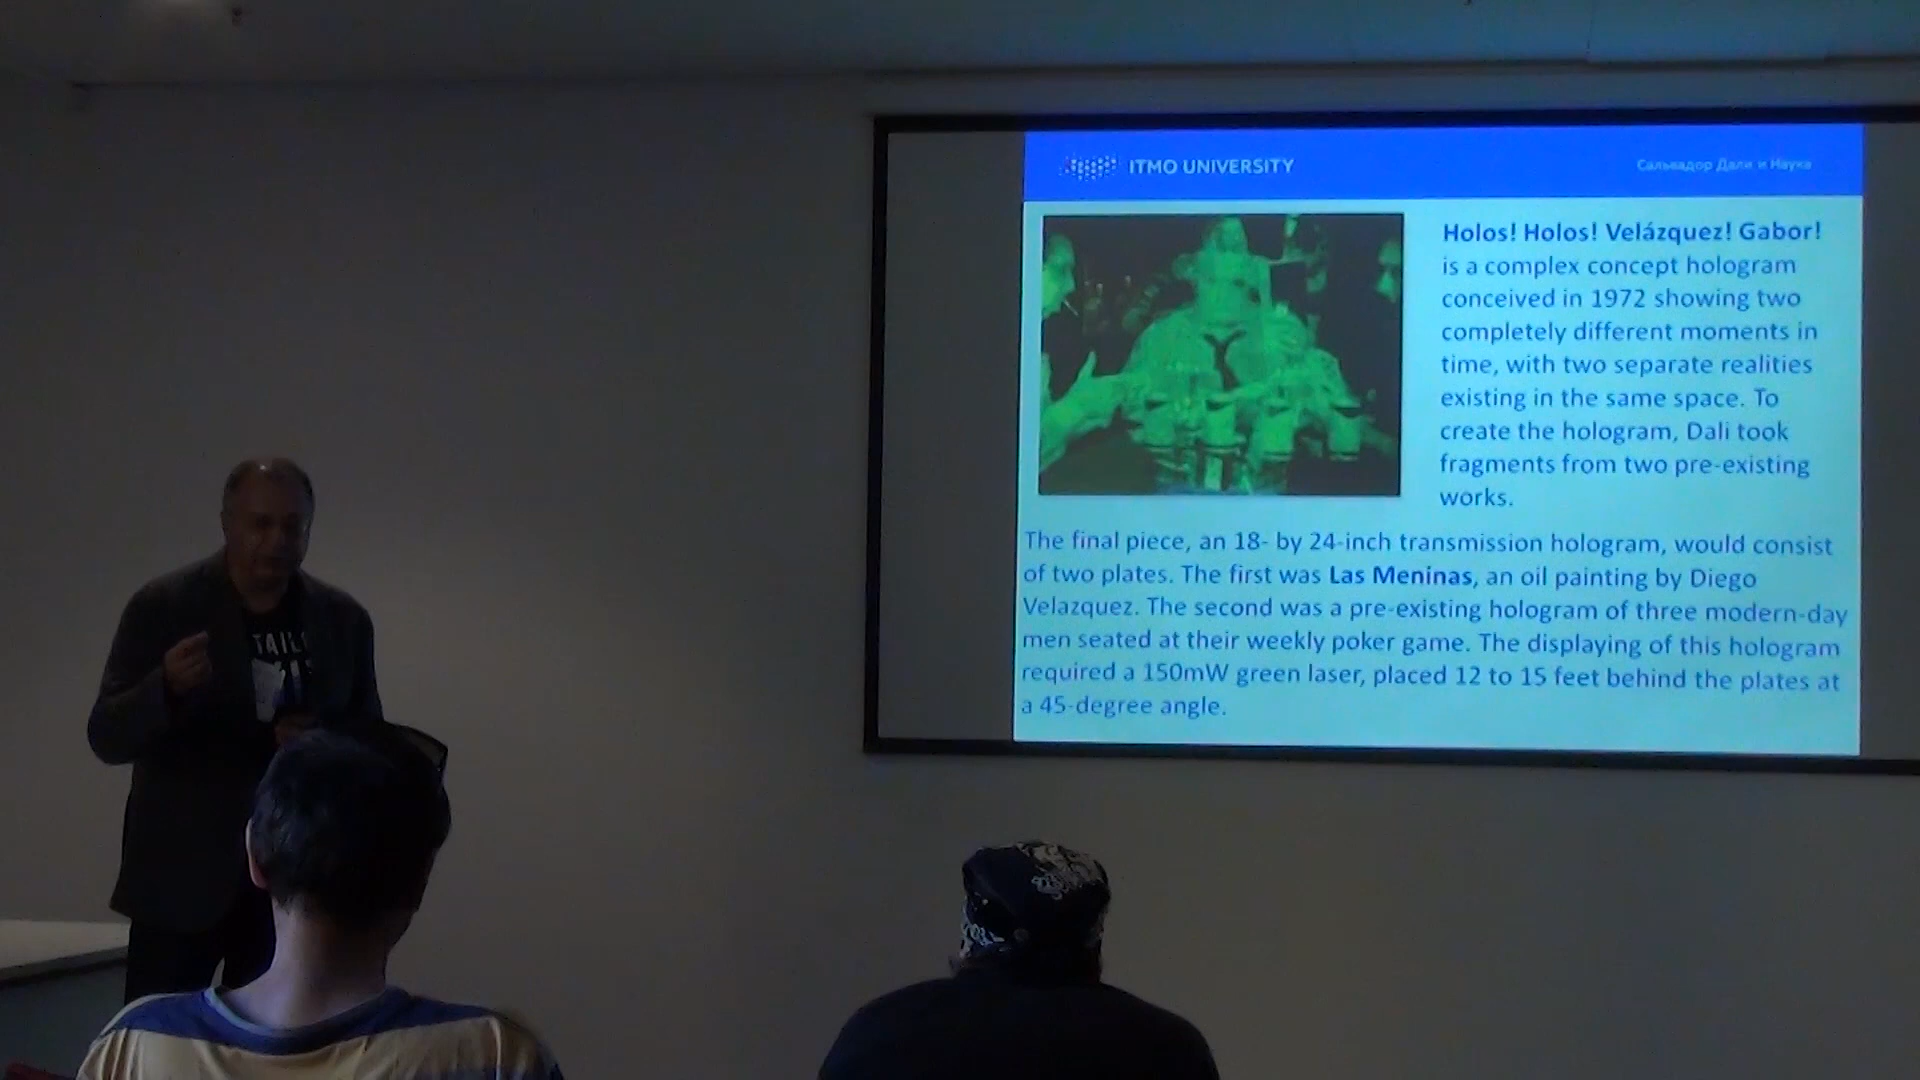 ITMO UNIVERSITY
Сальвадор Дали и Наука
Holos! Holos! Velázquez! Gabor!
is a complex concept hologram
conceived in 1972 showing two
completely different moments in
time, with two separate realities
existing in the same space. To
create the hologram, Dali took
fragments from two pre-existing
works.
The final piece, an 18- by 24-inch transmission hologram, would consist
of two plates. The first was Las Meninas, an oil painting by Diego
Velazquez. The second was a pre-existing hologram of three modern-day
men seated at their weekly poker game. The displaying of this hologram
required a 150mW green laser, placed 12 to 15 feet behind the plates at
a 45-degree angle.